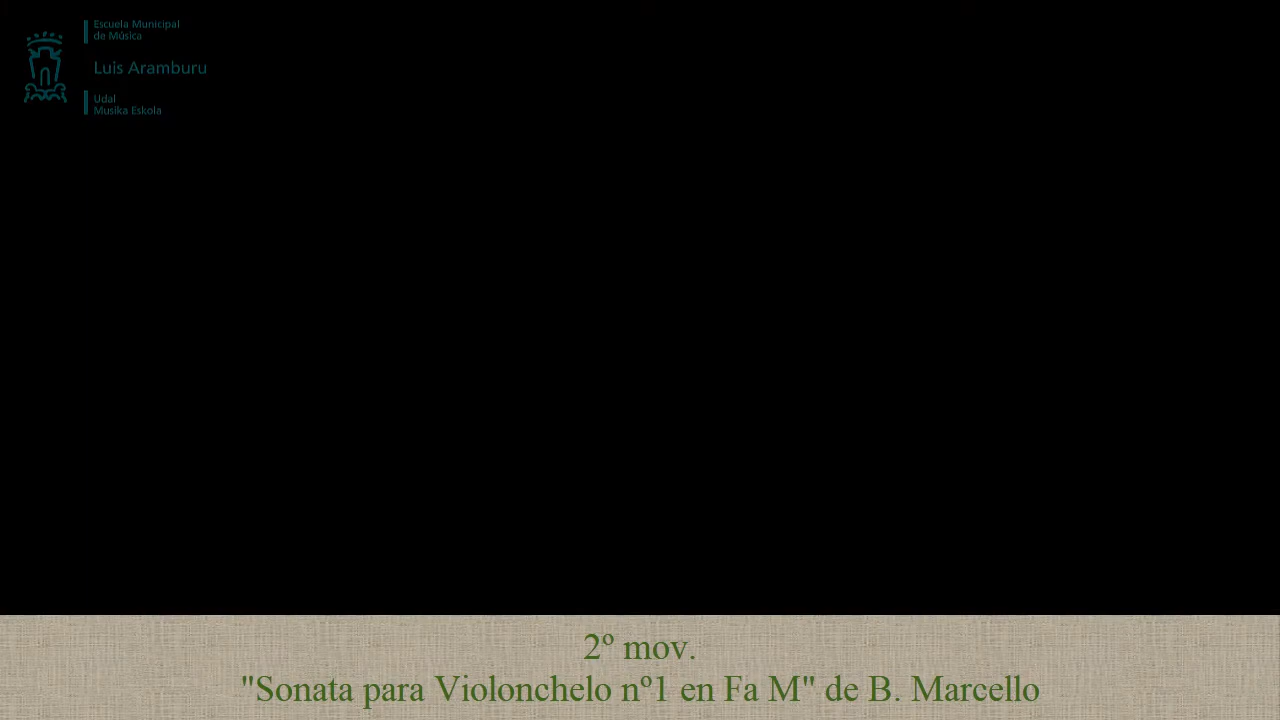 Escuela Municipal
de Música
Luis Aramburu
Udal
Musika Eskola
2º mov.
"Sonata para Violonchelo nº1 en Fa M" de B. Marcello